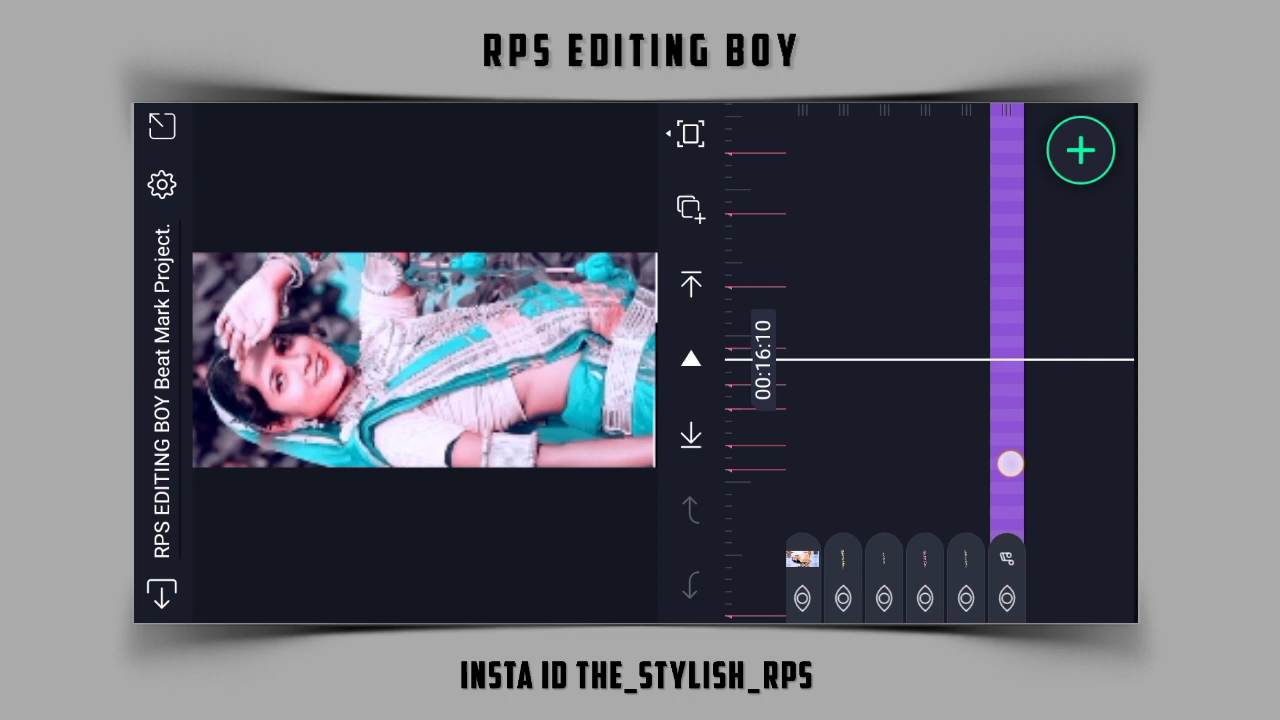 RPS EDITING BOY
RPS EDITING BOY Beat Mark Project.
00:16:10
INSTA ID THE_STYLISH_RPS